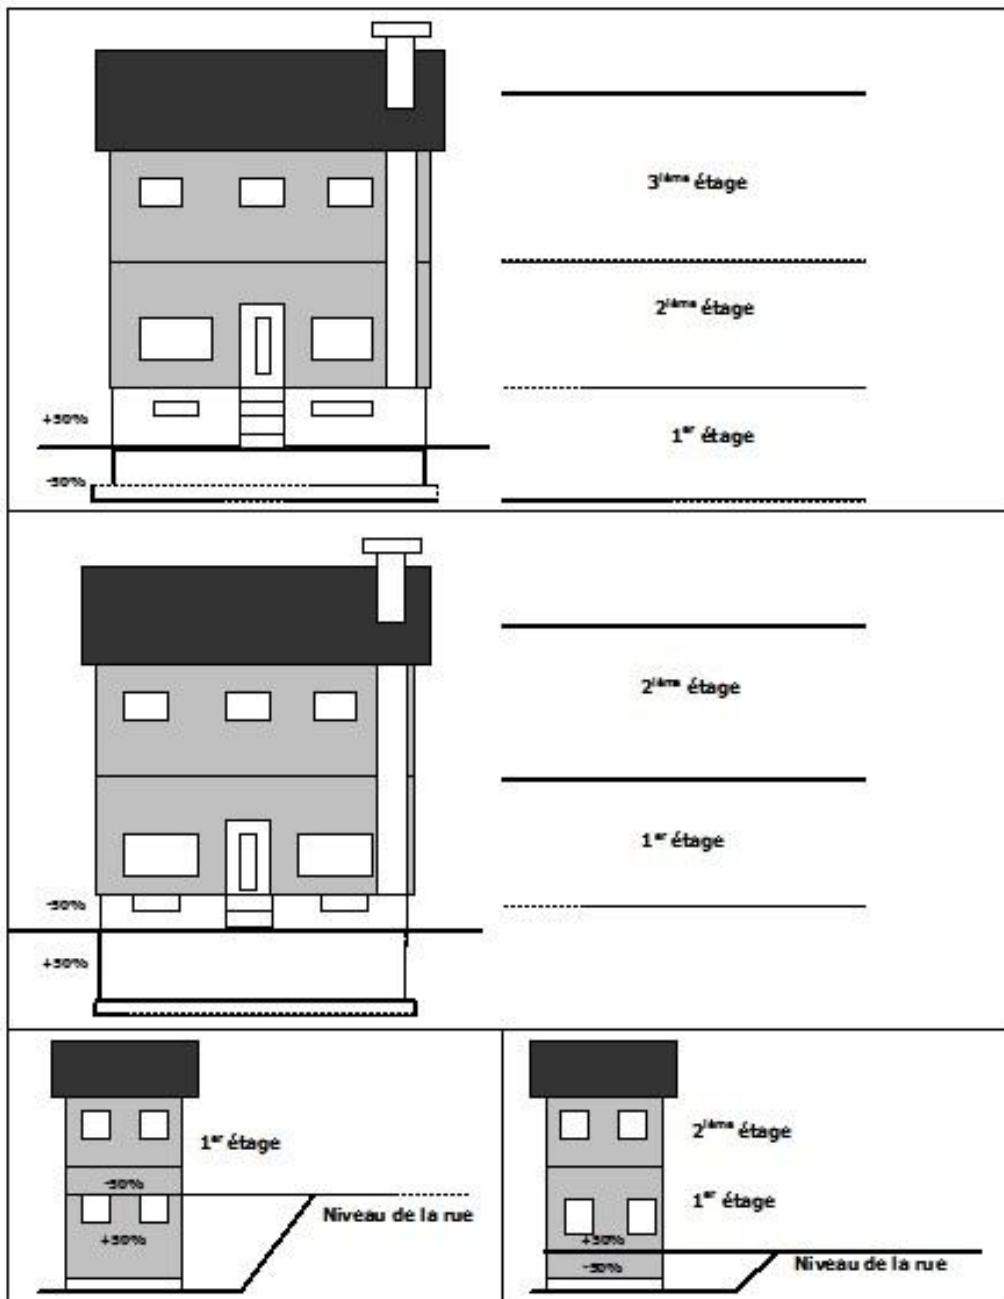 3ième étage
2ième étage
+50%
1er étage
-50%
2ième étage
1er étage
-50%
+50%
1er étage
-50%
Niveau de la rue
+50%
2ième étage
1er étage
+50%
-50%
Niveau de la rue